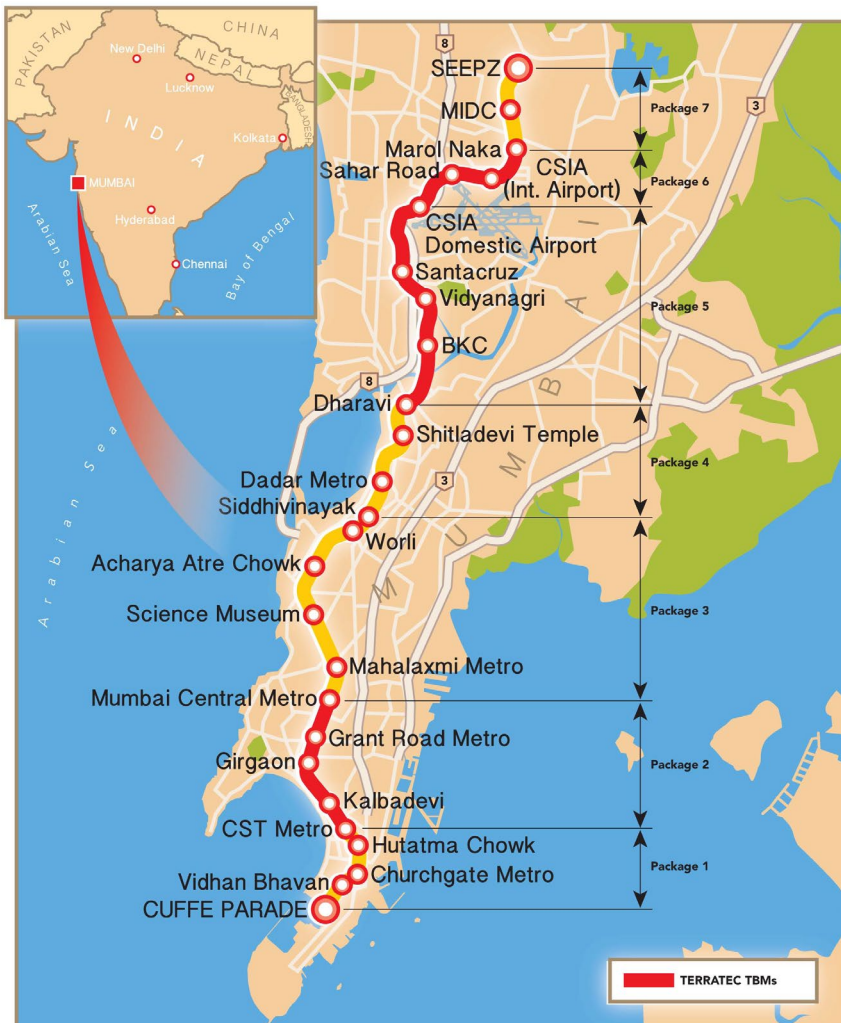 PAKISTAN
CHINA
New Delhi
NEPAL
Lucknow
BANGLADESH
INDIA
Kolkata
MUMBAI
Hyderabad
Arabian Sea
Bay of Bengal
Chennai
8
SEEPZ
MIDC
Package 7
3
Marol Naka
Sahar Road
CSIA
(Int. Airport)
Package 6
CSIA
Domestic Airport
Santacruz
Vidyanagri
Package 5
BKC
8
Dharavi
Shitladevi Temple
MUMBAI
Package 4
Dadar Metro
3
Siddhivinayak
Worli
Arabian Sea
Acharya Atre Chowk
Science Museum
Package 3
Mahalaxmi Metro
Mumbai Central Metro
Grant Road Metro
Package 2
Girgaon
Kalbadevi
CST Metro
Hutatma Chowk
Package 1
Churchgate Metro
Vidhan Bhavan
CUFFE PARADE
TERRATEC TBMs